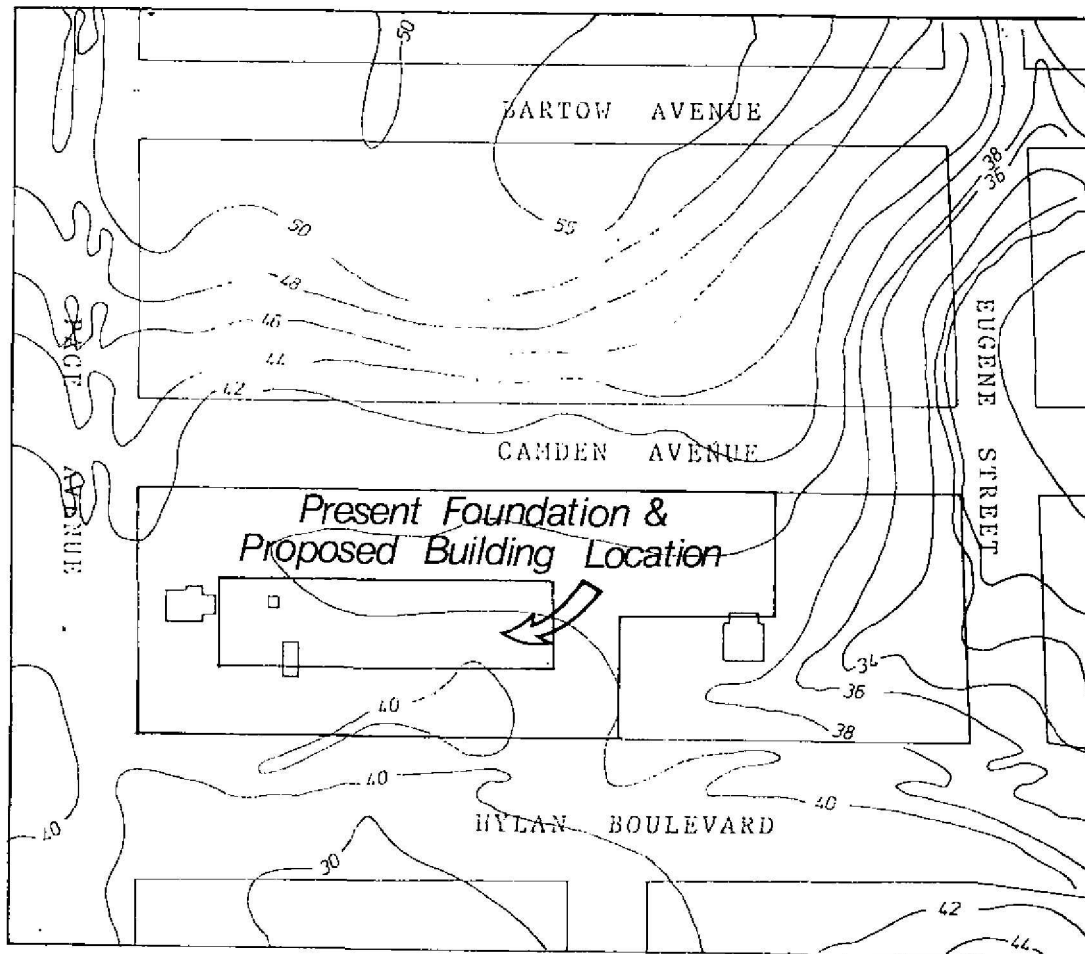 50
BARTOW AVENUE
38
36
50
55
48
46
44
42
PAGE AVENUE
EUGENE STREET
CAMDEN AVENUE
Present Foundation &
Proposed Building Location
34
36
40
38
40
40
40
HYLAN BOULEVARD
30
42
44